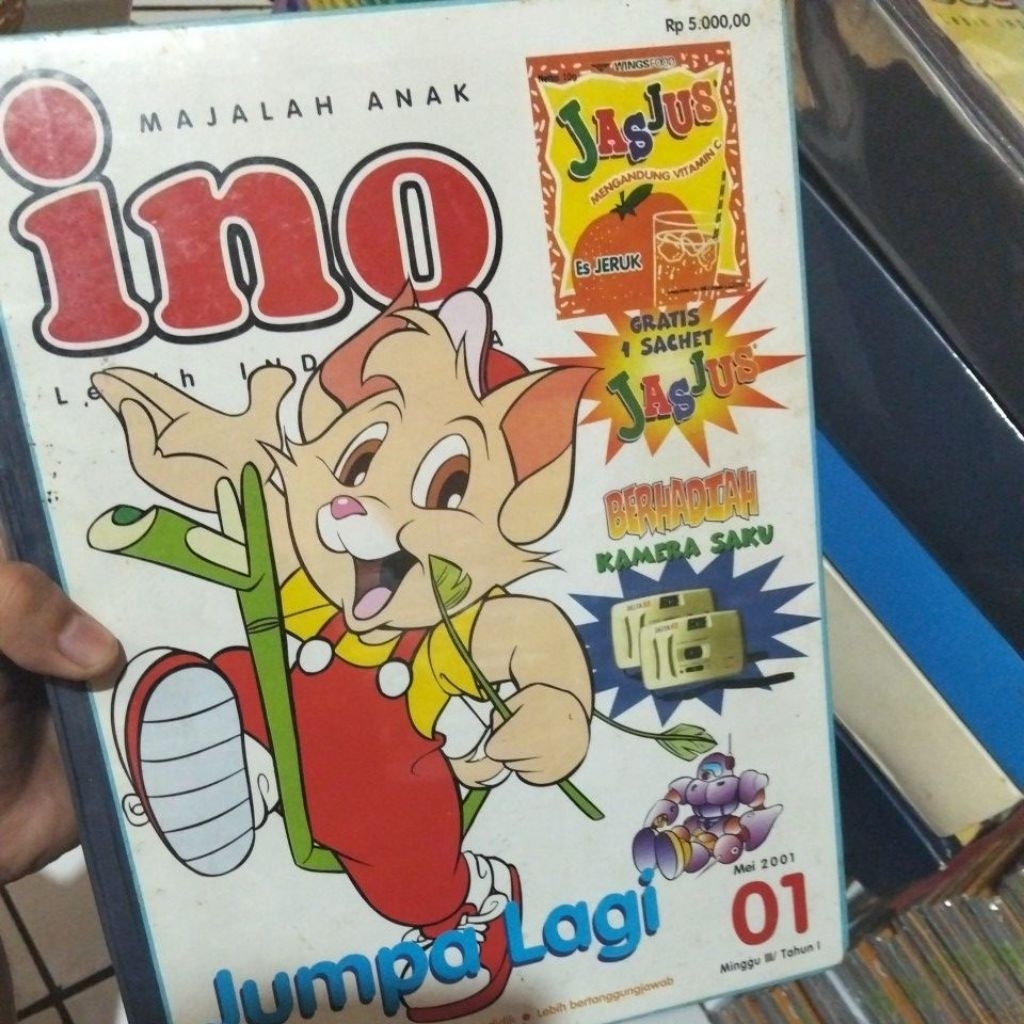 Rp 5.000,00
MAJALAH ANAK
ino
WINGSFOOD
JASJUS
MENGANDUNG VITAMIN C
ES JERUK
GRATIS
1 SACHET
JASJUS
BERHADIAH
KAMERA SAKU
Jumpa Lagi
Mei 2001
01
Minggu III/ Tahun I
• Lebih bertanggungjawab